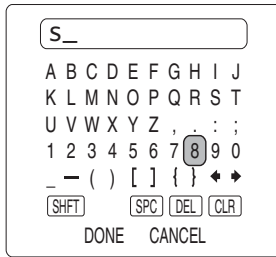 S_
A B C D E F G H I J
K L M N O P Q R S T
U V W X Y Z , . : ;
1 2 3 4 5 6 7 8 9 0
_ — ( ) [ ] { } ← →
SHFT SPC DEL CLR
DONE CANCEL